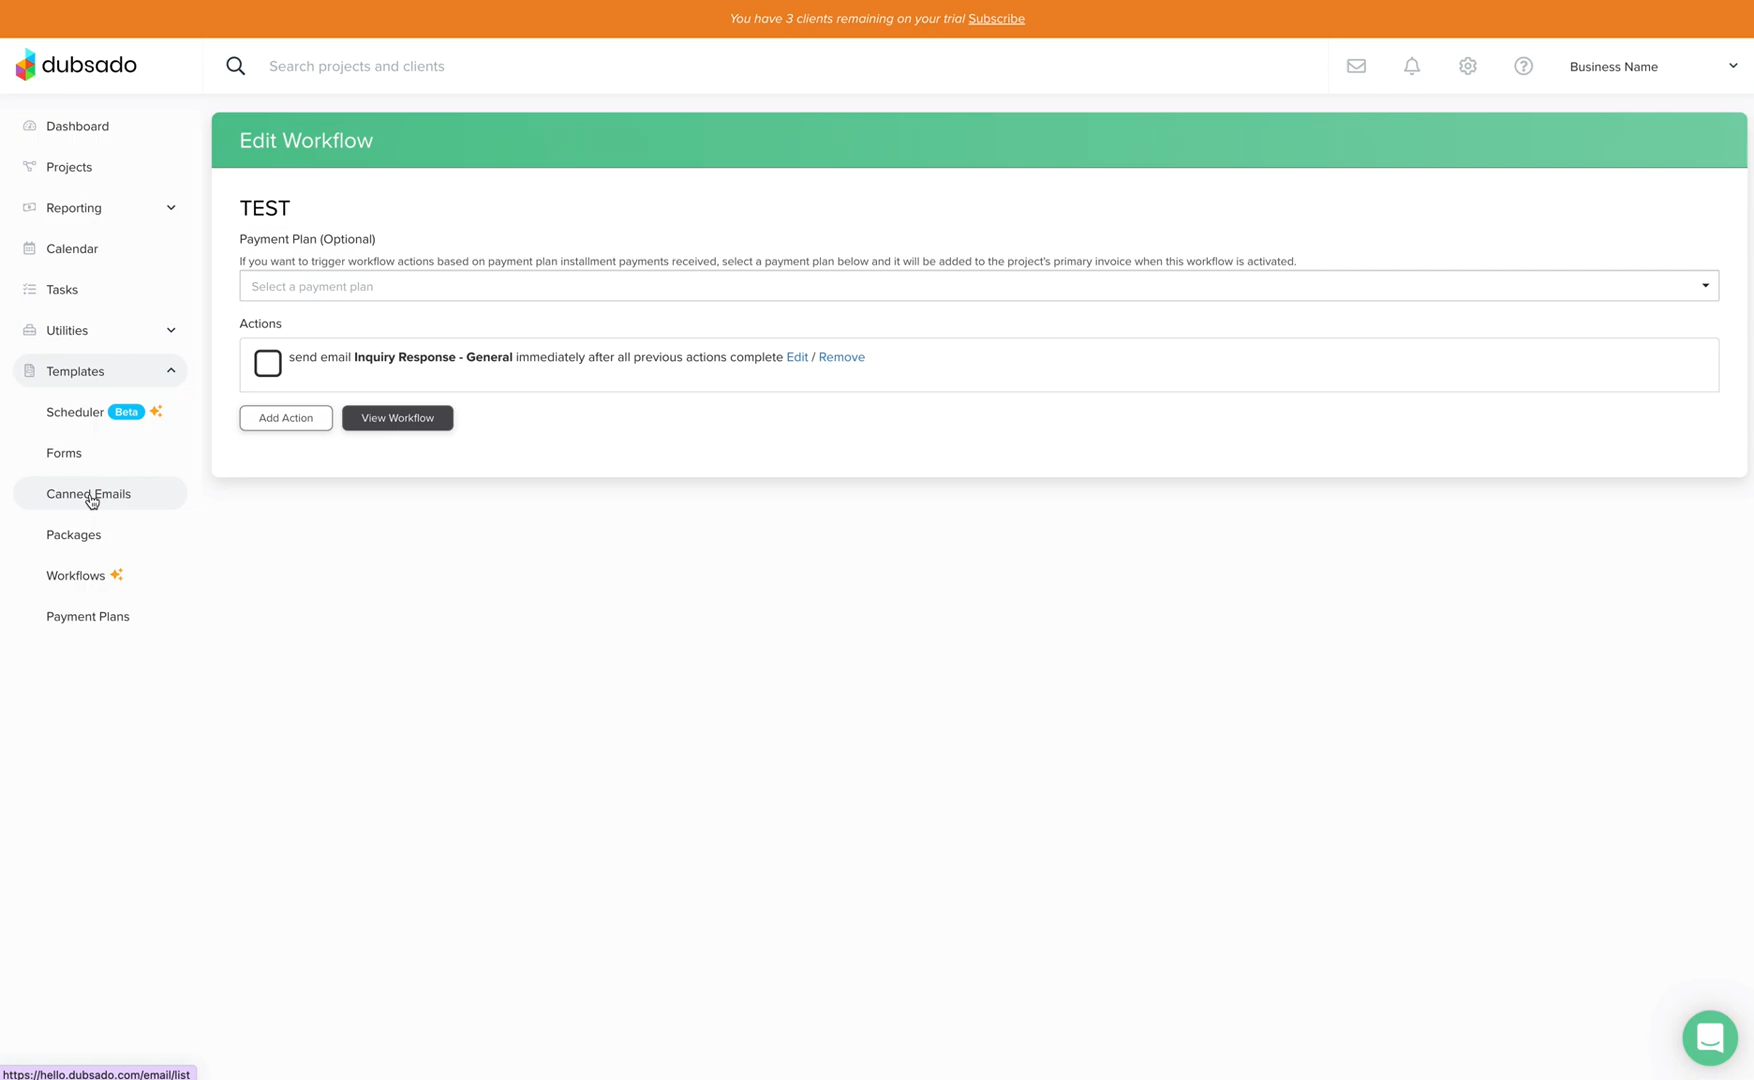 You have 3 clients remaining on your trial Subscribe
dubsado
Search projects and clients
Business Name
Dashboard
Projects
Reporting
Calendar
Tasks
Utilities
Templates
Scheduler Beta
Forms
Canned Emails
Packages
Workflows
Payment Plans
Edit Workflow
TEST
Payment Plan (Optional)
If you want to trigger workflow actions based on payment plan installment payments received, select a payment plan below and it will be added to the project's primary invoice when this workflow is activated.
Select a payment plan
Actions
send email Inquiry Response - General immediately after all previous actions complete Edit / Remove
Add Action View Workflow
https://hello.dubsado.com/email/list